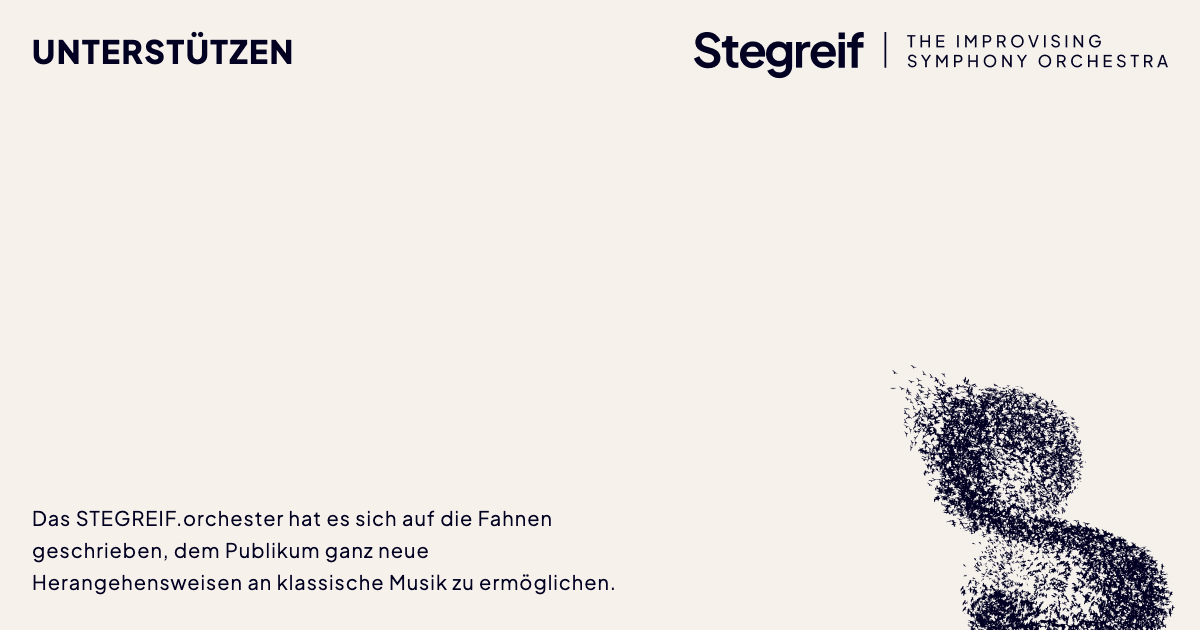 UNTERSTÜTZEN
Stegreif
THE IMPROVISING
SYMPHONY ORCHESTRA
Das STEGREIF.orchester hat es sich auf die Fahnen
geschrieben, dem Publikum ganz neue
Herangehensweisen an klassische Musik zu ermöglichen.